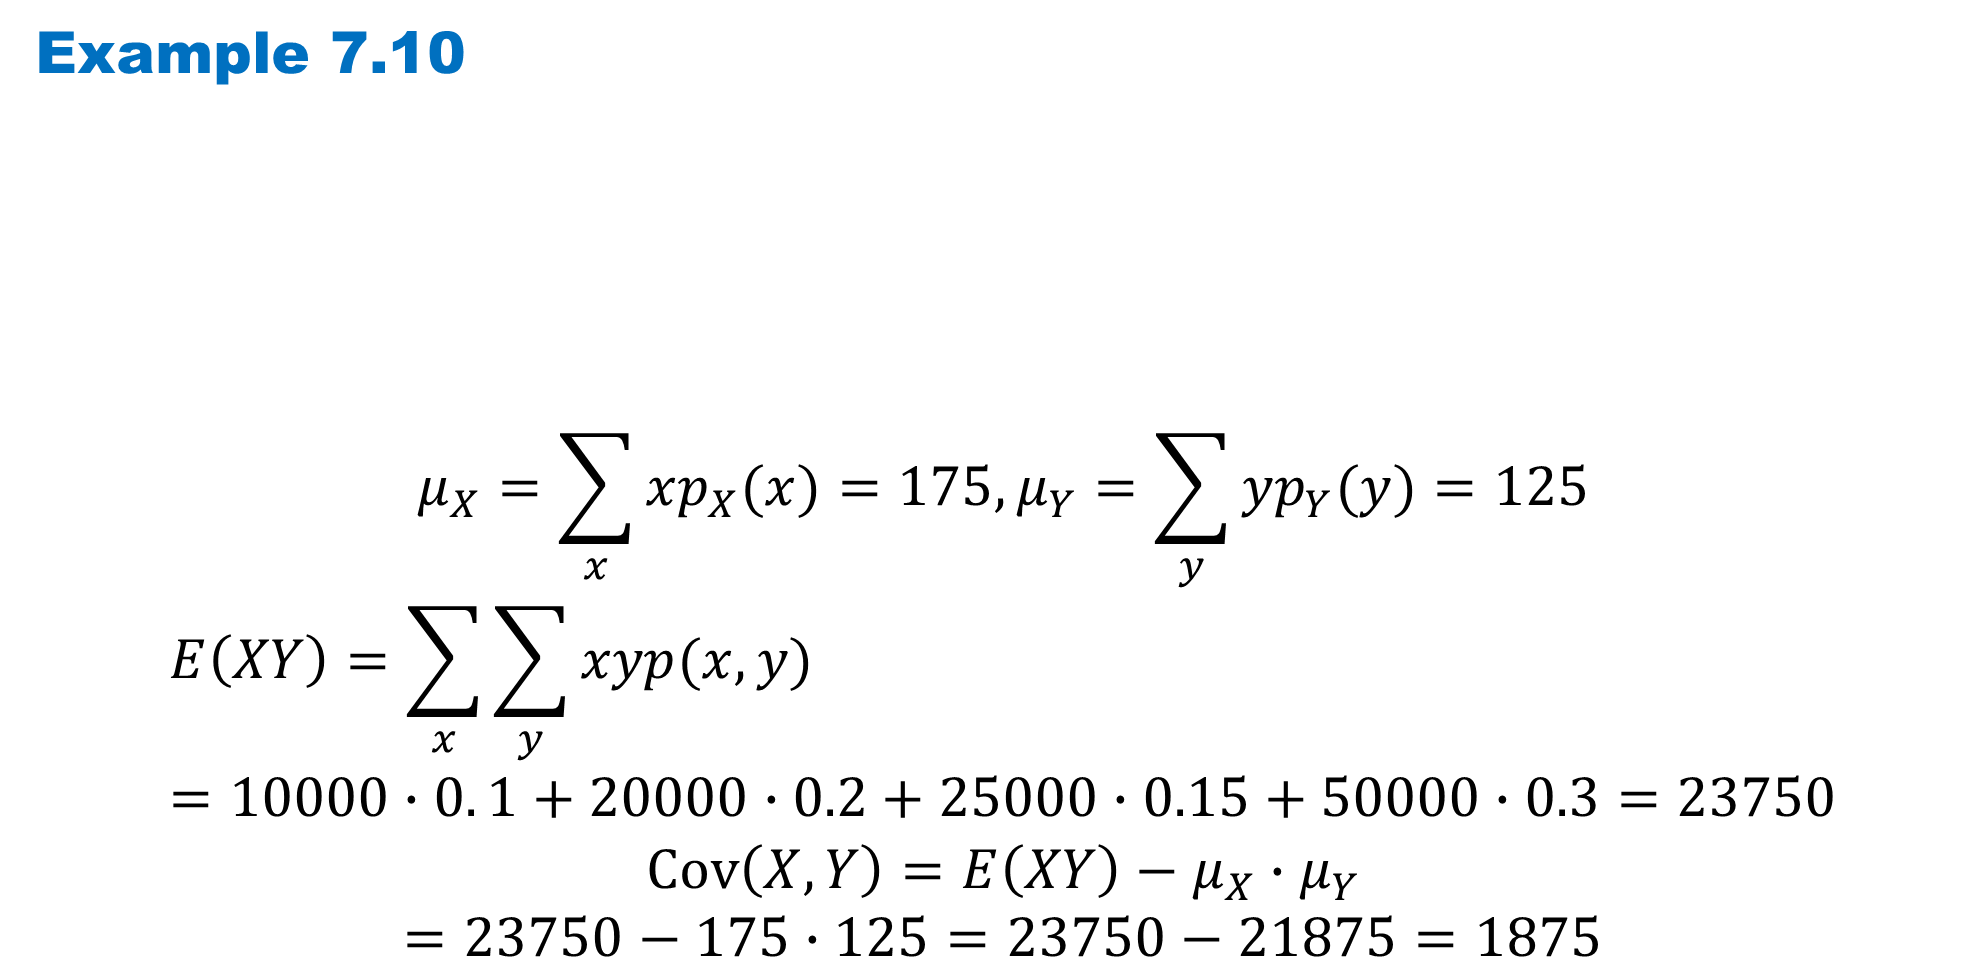 Example 7.10
μ_X = ∑_x xp_X(x) = 175, μ_Y = ∑_y yp_Y(y) = 125
E(XY) = ∑_x ∑_y xyp(x, y)
= 10000 · 0. 1 + 20000 · 0.2 + 25000 · 0.15 + 50000 · 0.3 = 23750
Cov(X, Y) = E(XY) − μ_X · μ_Y
= 23750 − 175 · 125 = 23750 − 21875 = 1875